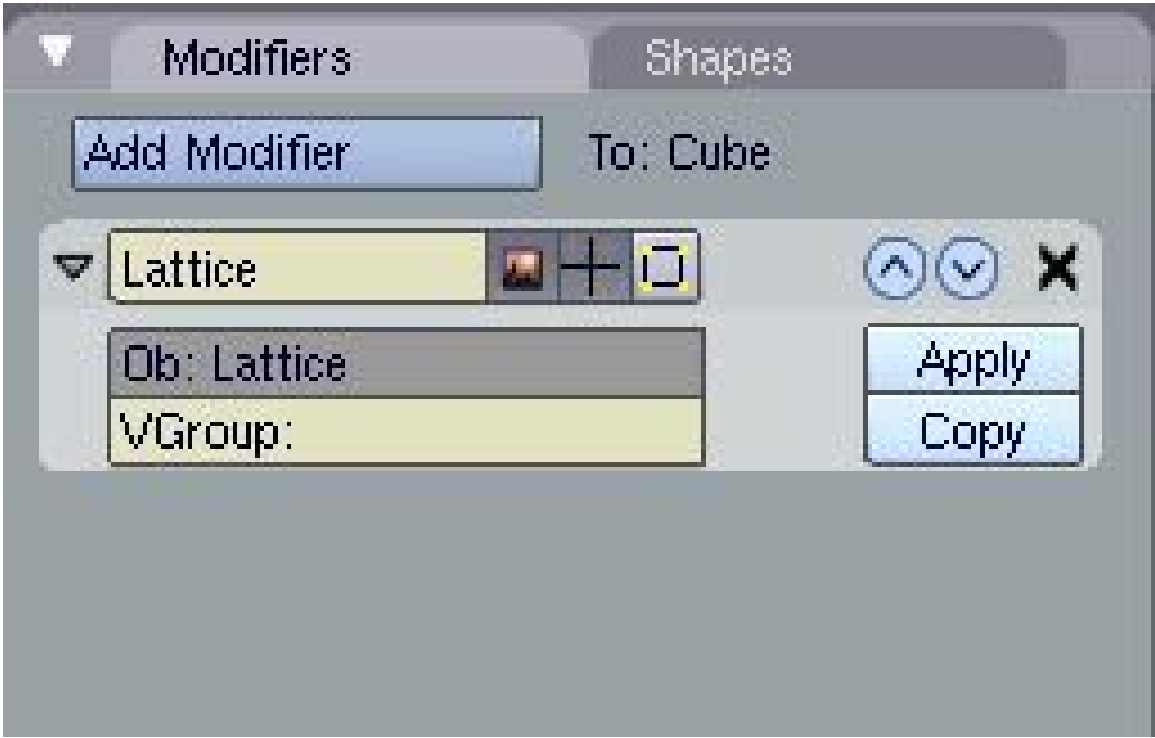 Modifiers Shapes
Add Modifier To: Cube
Lattice
Ob: Lattice Apply
VGroup: Copy